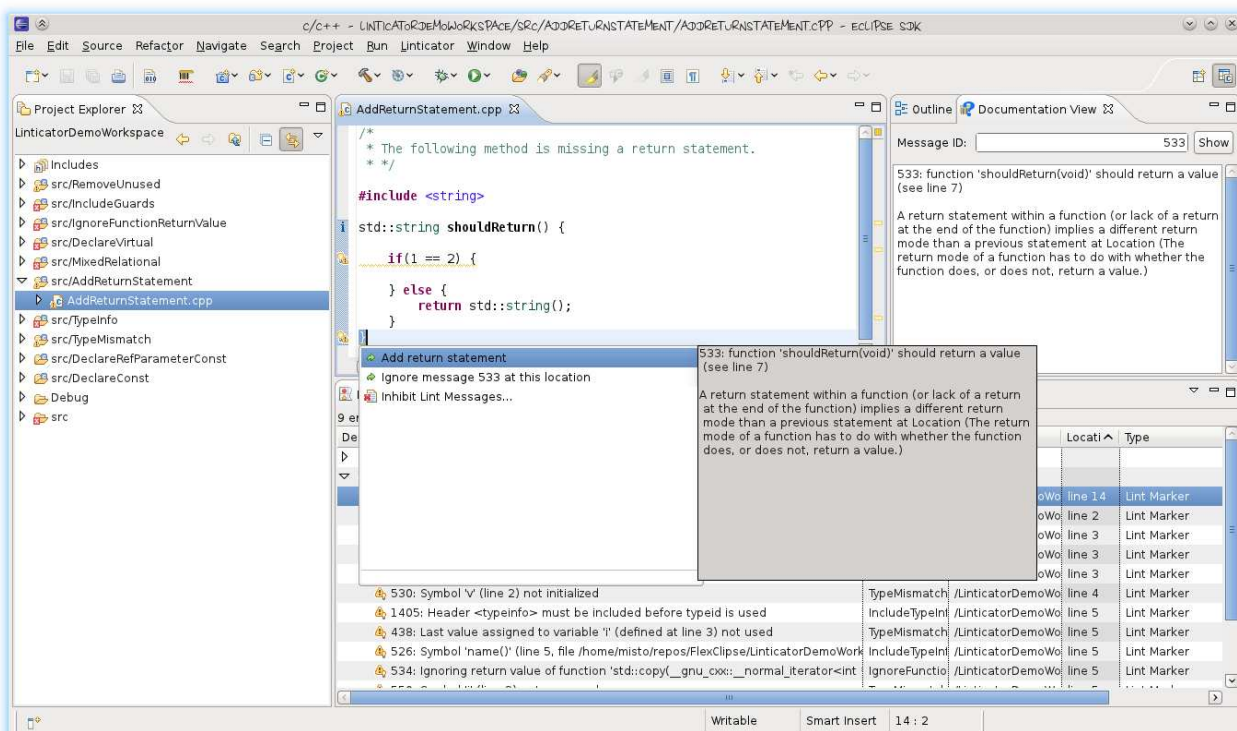 C/C++ - LINTICATORDEMOWORKSPACE/SRC/ADDRETURNSTATEMENT/ADDRETURNSTATEMENT.CPP - ECLIPSE SDK
File Edit Source Refactor Navigate Search Project Run Linticator Window Help
Project Explorer
LinticatorDemoWorkspace
Includes
src/RemoveUnused
src/IncludeGuards
src/IgnoreFunctionReturnValue
src/DeclareVirtual
src/MixedRelational
src/AddReturnStatement
AddReturnStatement.cpp
src/TypeInfo
src/TypeMismatch
src/DeclareRefParameterConst
src/DeclareConst
Debug
src
AddReturnStatement.cpp
/*
* The following method is missing a return statement.
* */
#include <string>
std::string shouldReturn() {
if(1 == 2) {
} else {
return std::string();
}
}
Outline Documentation View
Message ID: 533 Show
533: function 'shouldReturn(void)' should return a value
(see line 7)
A return statement within a function (or lack of a return
at the end of the function) implies a different return
mode than a previous statement at Location (The
return mode of a function has to do with whether the
function does, or does not, return a value.)
Add return statement
Ignore message 533 at this location
Inhibit Lint Messages...
533: function 'shouldReturn(void)' should return a value
(see line 7)
A return statement within a function (or lack of a return
at the end of the function) implies a different return
mode than a previous statement at Location (The return
mode of a function has to do with whether the function
does, or does not, return a value.)
9 er
De Locati Type
oWo line 14 Lint Marker
oWo line 2 Lint Marker
oWo line 3 Lint Marker
oWo line 3 Lint Marker
oWo line 3 Lint Marker
530: Symbol 'v' (line 2) not initialized TypeMismatch /LinticatorDemoWo line 4 Lint Marker
1405: Header <typeinfo> must be included before typeid is used IncludeTypeInf /LinticatorDemoWo line 5 Lint Marker
438: Last value assigned to variable 'i' (defined at line 3) not used TypeMismatch /LinticatorDemoWo line 5 Lint Marker
526: Symbol 'name()' (line 5, file /home/misto/repos/FlexClipse/LinticatorDemoWork IncludeTypeInf /LinticatorDemoWo line 5 Lint Marker
534: Ignoring return value of function 'std::copy(__gnu_cxx::__normal_iterator<int IgnoreFunctio /LinticatorDemoWo line 5 Lint Marker
Writable Smart Insert 14 : 2